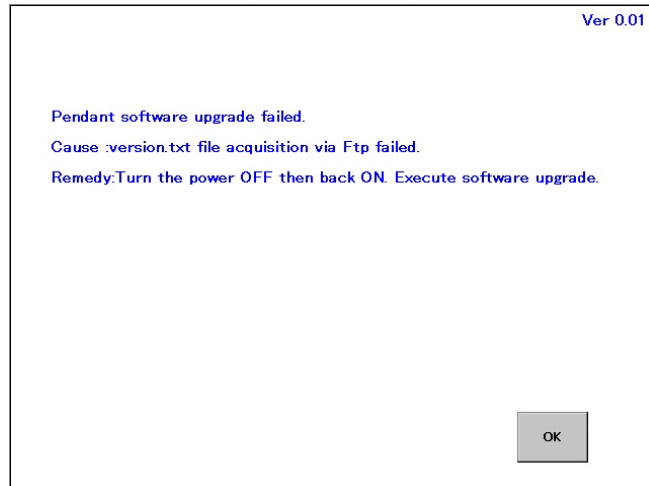 Ver 0.01
Pendant software upgrade failed.
Cause :version.txt file acquisition via Ftp failed.
Remedy:Turn the power OFF then back ON. Execute software upgrade.
OK